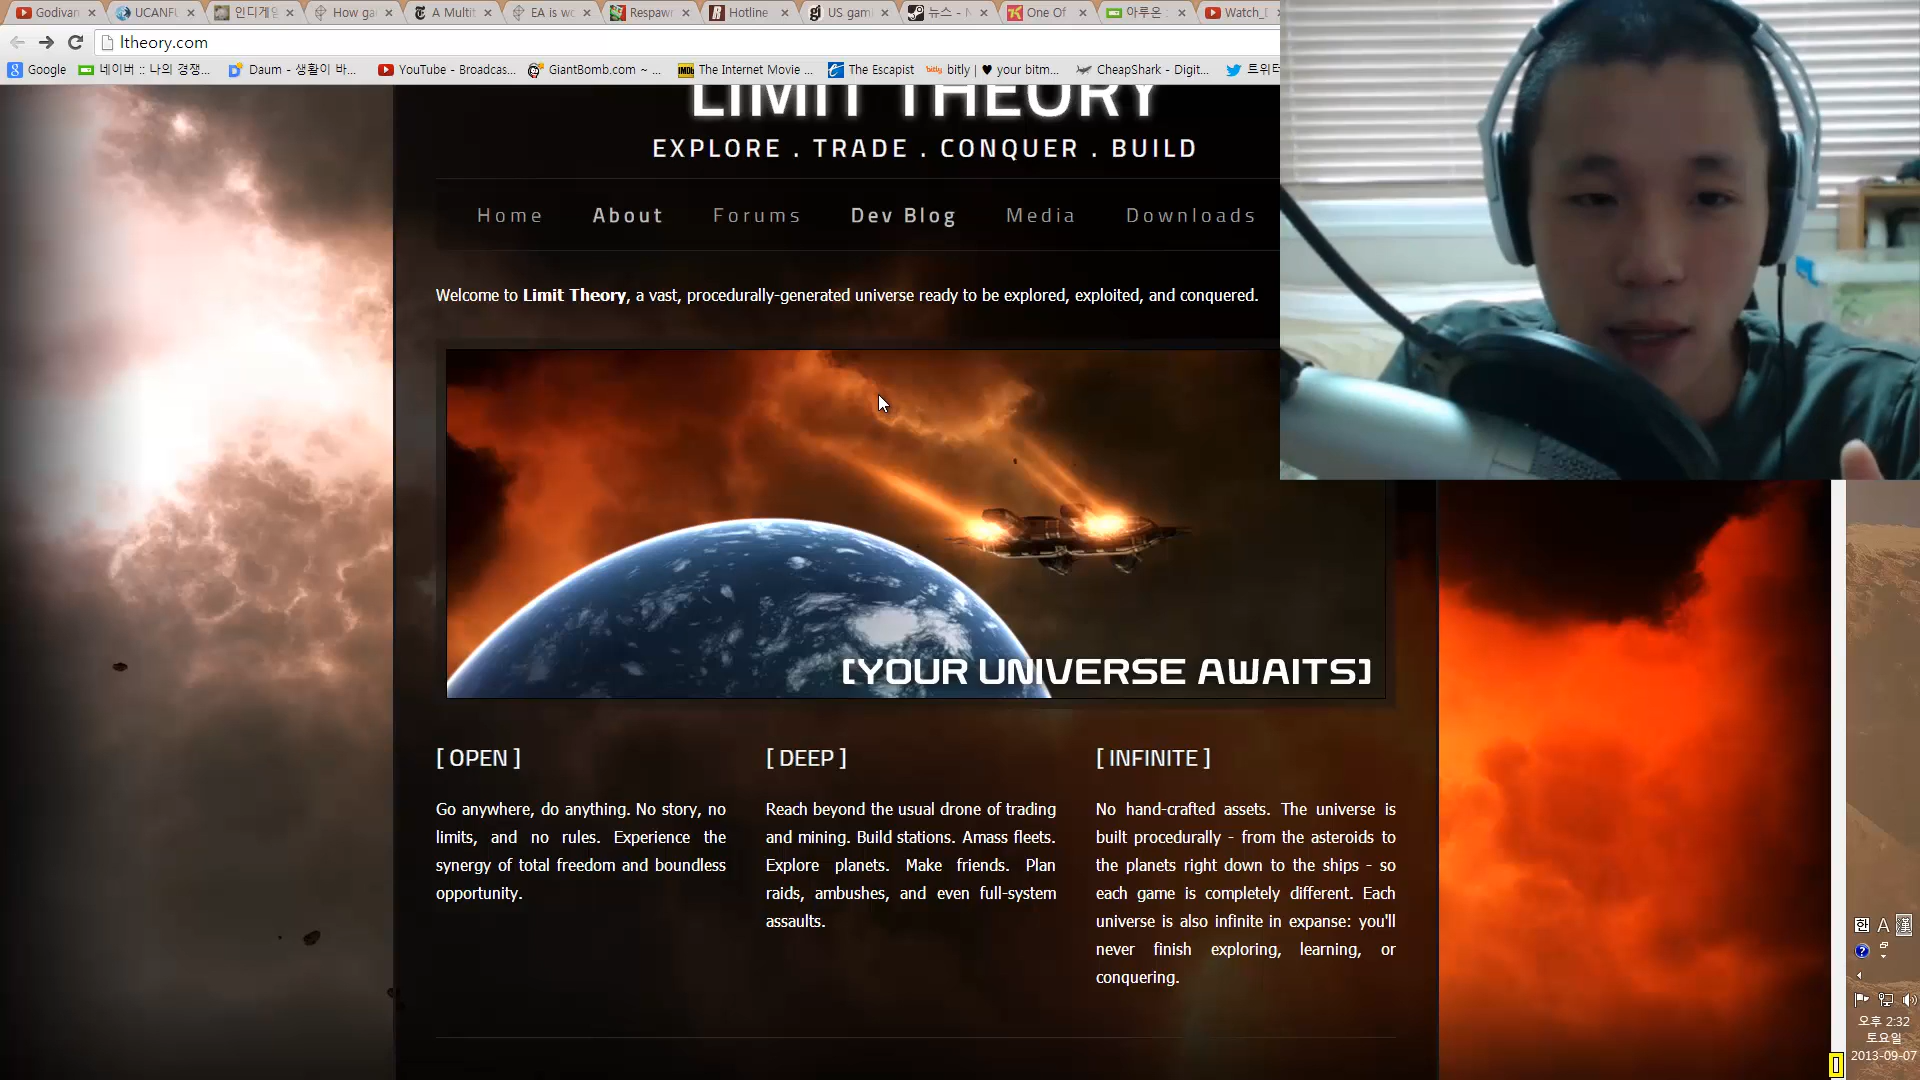 Godivan
UCANFU
인디게임
How ga
A Multit
EA is wo
Respawn
Hotline
US gami
뉴스 - N
One Of
아루온
Watch_D
ltheory.com
Google
네이버 :: 나의 경쟁...
Daum - 생활이 바...
YouTube - Broadcas...
GiantBomb.com ~ ...
IMDb
The Internet Movie ...
The Escapist
bitly
bitly | ♥ your bitm...
CheapShark - Digit...
트위터
LIMIT THEORY
EXPLORE . TRADE . CONQUER . BUILD
Home About Forums Dev Blog Media Downloads
Welcome to Limit Theory, a vast, procedurally-generated universe ready to be explored, exploited, and conquered.
[YOUR UNIVERSE AWAITS]
[ OPEN ]
Go anywhere, do anything. No story, no
limits, and no rules. Experience the
synergy of total freedom and boundless
opportunity.
[ DEEP ]
Reach beyond the usual drone of trading
and mining. Build stations. Amass fleets.
Explore planets. Make friends. Plan
raids, ambushes, and even full-system
assaults.
[ INFINITE ]
No hand-crafted assets. The universe is
built procedurally - from the asteroids to
the planets right down to the ships - so
each game is completely different. Each
universe is also infinite in expanse: you'll
never finish exploring, learning, or
conquering.
A 漢
오후 2:32
토요일
2013-09-07